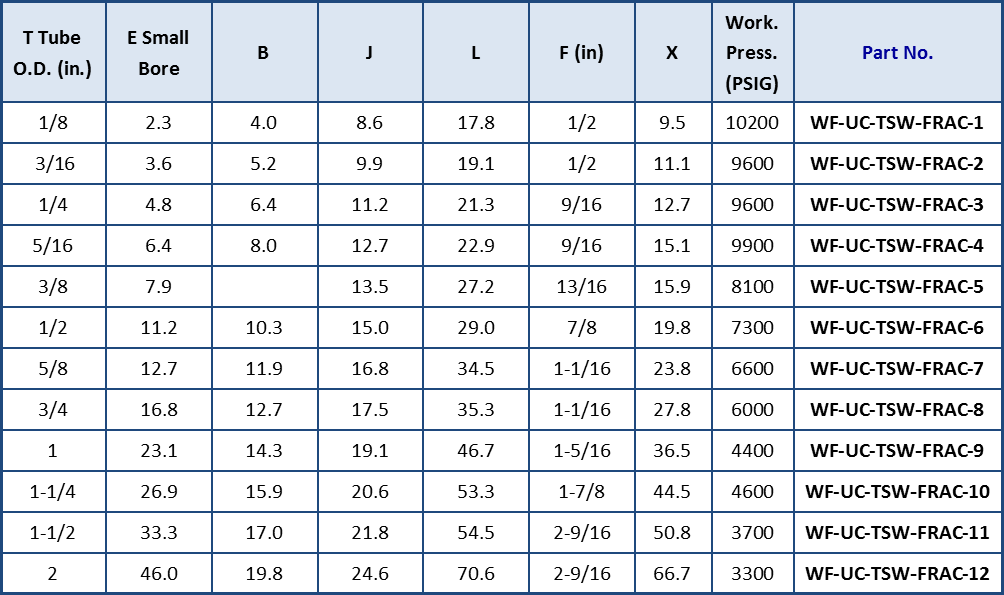 T Tube O.D. (in.) E Small Bore B J L F (in) X Work. Press. (PSIG) Part No.
1/8 2.3 4.0 8.6 17.8 1/2 9.5 10200 WF-UC-TSW-FRAC-1
3/16 3.6 5.2 9.9 19.1 1/2 11.1 9600 WF-UC-TSW-FRAC-2
1/4 4.8 6.4 11.2 21.3 9/16 12.7 9600 WF-UC-TSW-FRAC-3
5/16 6.4 8.0 12.7 22.9 9/16 15.1 9900 WF-UC-TSW-FRAC-4
3/8 7.9 13.5 27.2 13/16 15.9 8100 WF-UC-TSW-FRAC-5
1/2 11.2 10.3 15.0 29.0 7/8 19.8 7300 WF-UC-TSW-FRAC-6
5/8 12.7 11.9 16.8 34.5 1-1/16 23.8 6600 WF-UC-TSW-FRAC-7
3/4 16.8 12.7 17.5 35.3 1-1/16 27.8 6000 WF-UC-TSW-FRAC-8
1 23.1 14.3 19.1 46.7 1-5/16 36.5 4400 WF-UC-TSW-FRAC-9
1-1/4 26.9 15.9 20.6 53.3 1-7/8 44.5 4600 WF-UC-TSW-FRAC-10
1-1/2 33.3 17.0 21.8 54.5 2-9/16 50.8 3700 WF-UC-TSW-FRAC-11
2 46.0 19.8 24.6 70.6 2-9/16 66.7 3300 WF-UC-TSW-FRAC-12